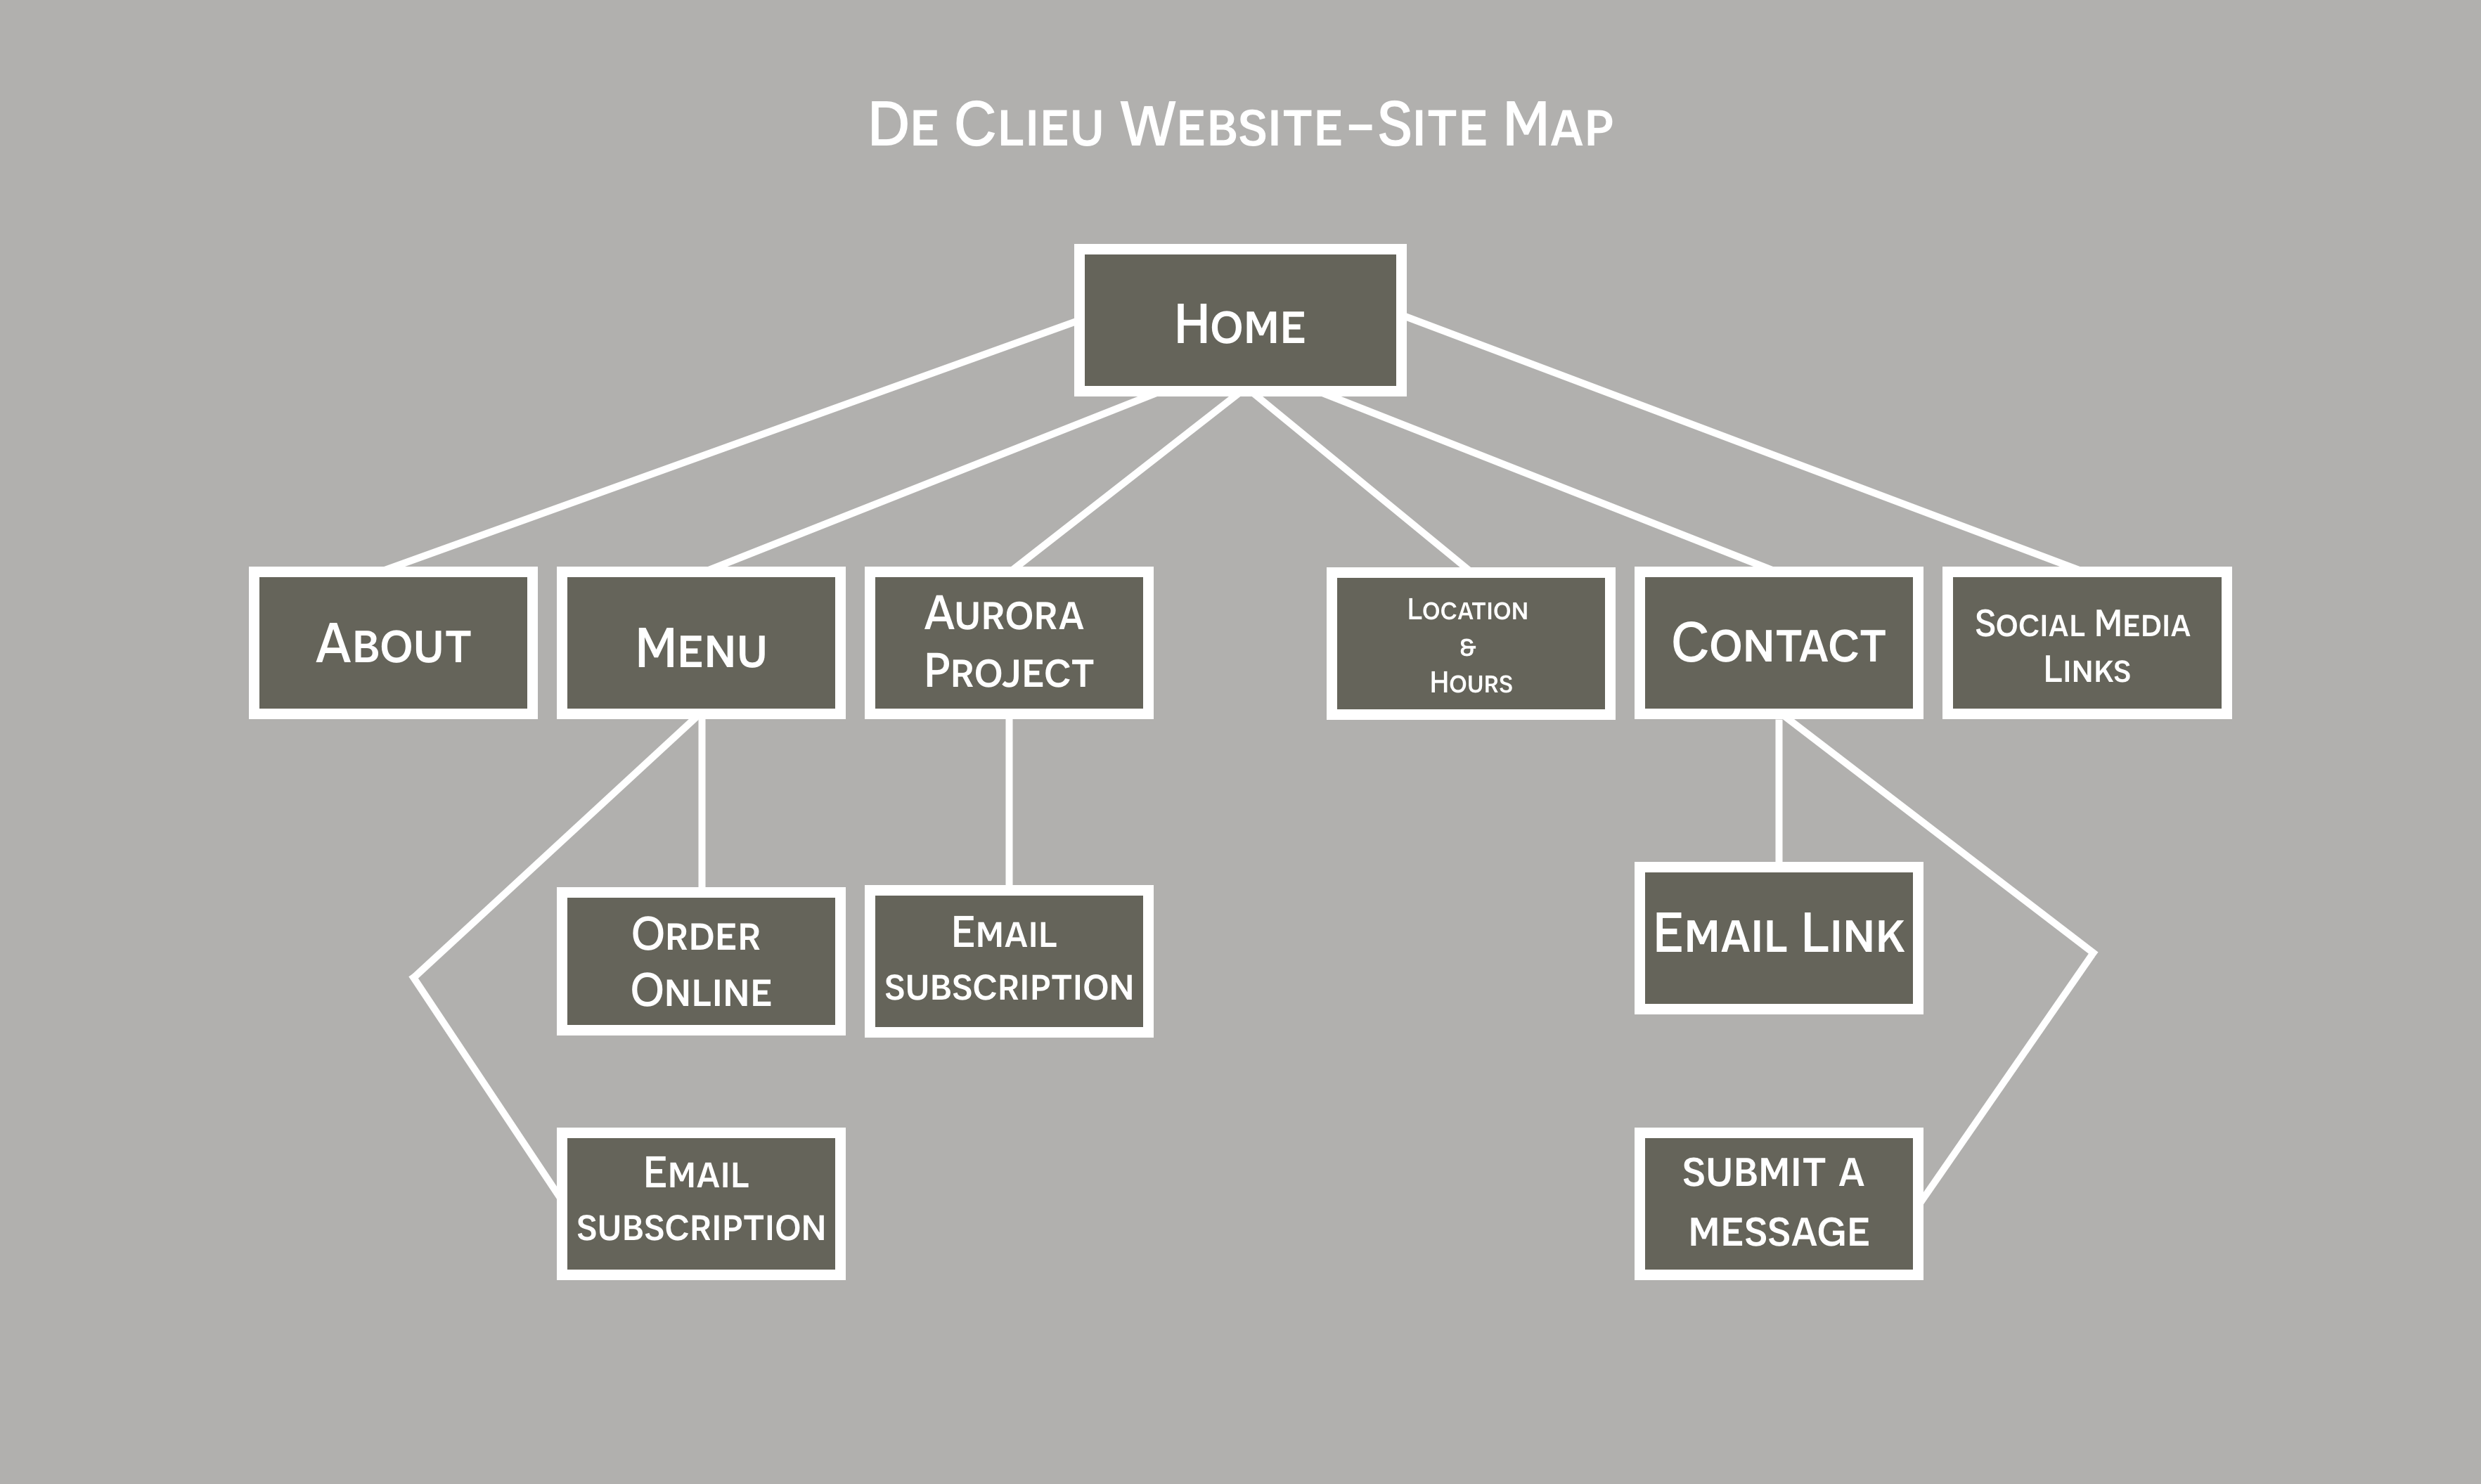 De Clieu Website-Site Map
Home
About
Menu
Aurora
Project
Location
&
Hours
Contact
Social Media
Links
Order
Online
Email
subscription
Email Link
Email
subscription
submit a
message